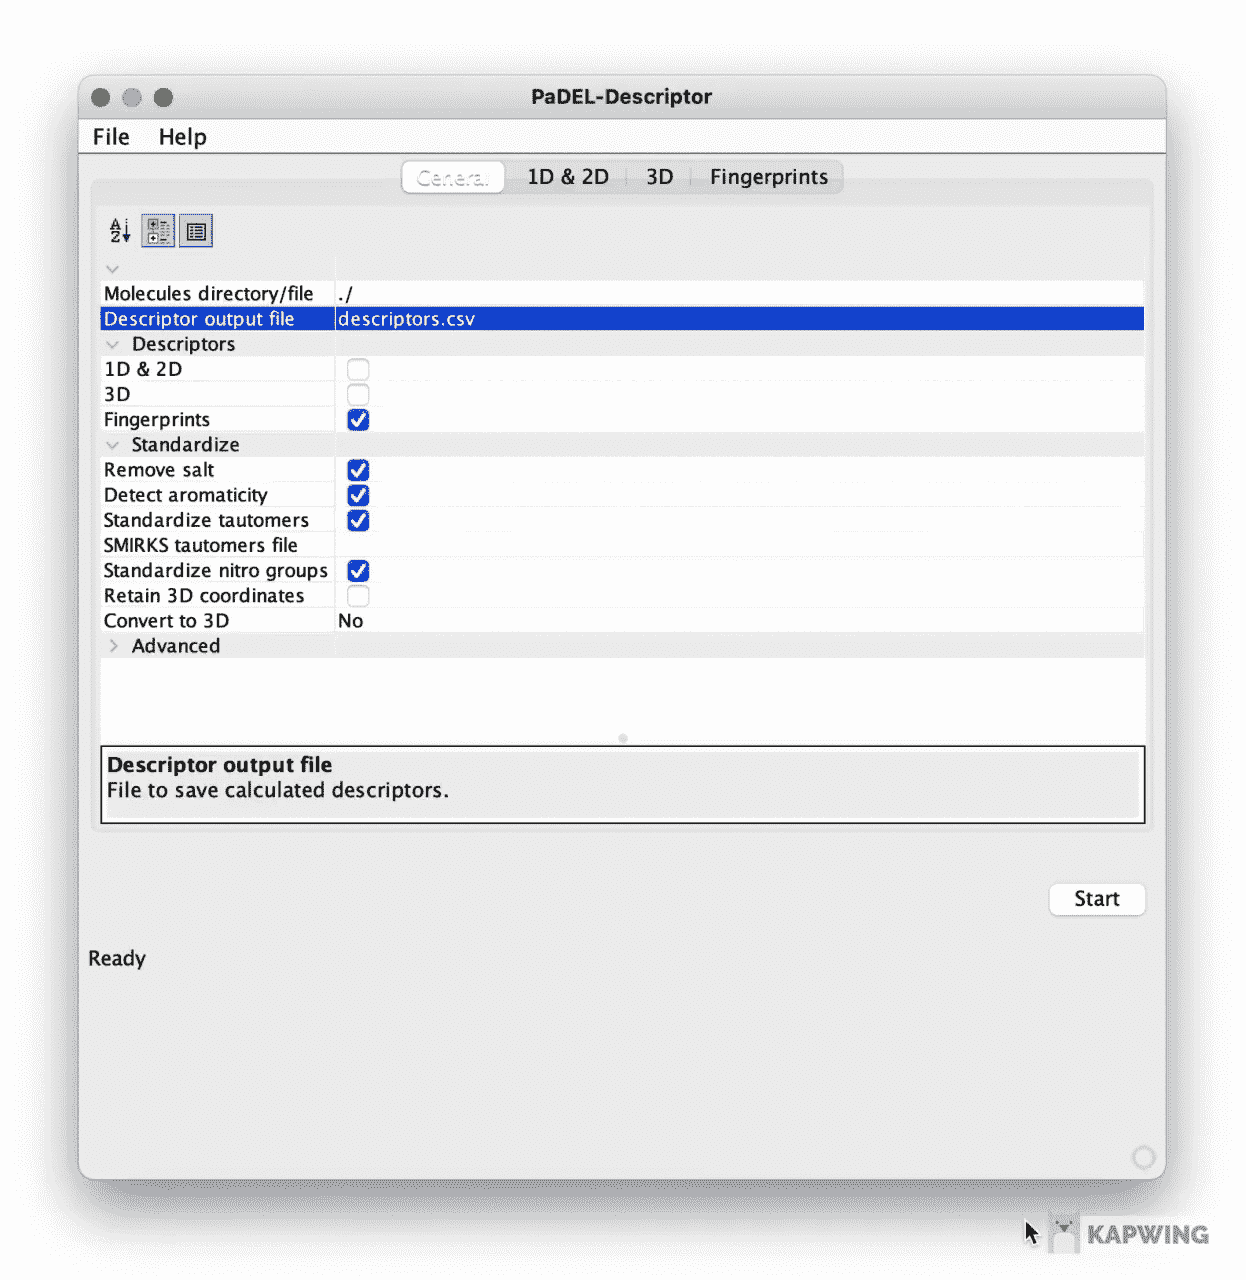 PaDEL-Descriptor
File Help
General 1D & 2D 3D Fingerprints
Molecules directory/file ./
Descriptor output file descriptors.csv
Descriptors
1D & 2D
3D
Fingerprints
Standardize
Remove salt
Detect aromaticity
Standardize tautomers
SMIRKS tautomers file
Standardize nitro groups
Retain 3D coordinates
Convert to 3D No
Advanced
Descriptor output file
File to save calculated descriptors.
Start
Ready
KAPWING